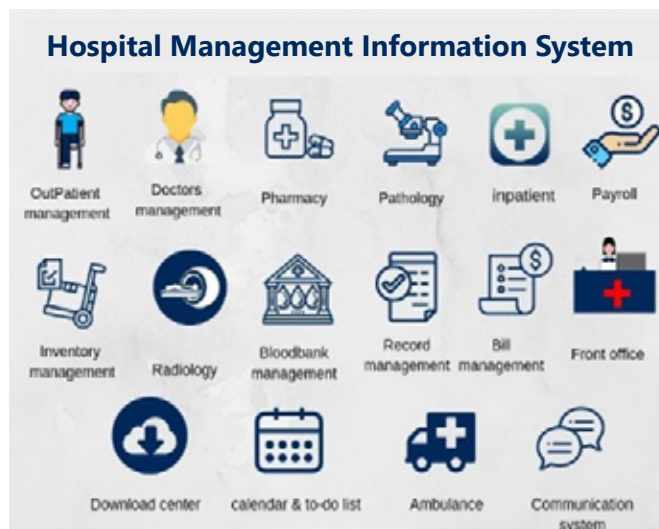 Hospital Management Information System
OutPatient
management
Doctors
management
Pharmacy
Pathology
inpatient
Payroll
Inventory
management
Radiology
Bloodbank
management
Record
management
Bill
management
Front office
Download center
calendar & to-do list
Ambulance
Communication
system